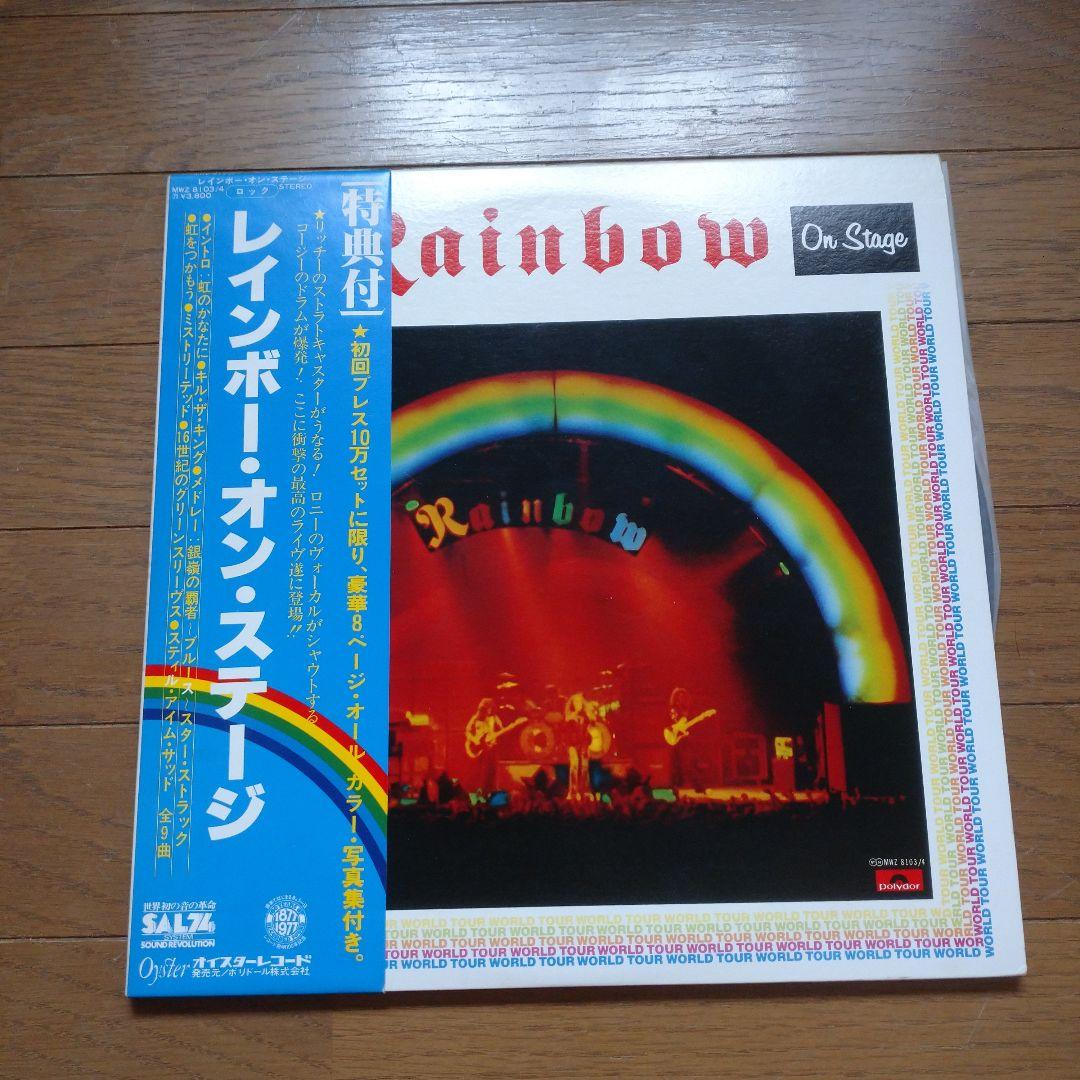 レインボー・オン・ステージ
MWZ 8103/4
ロック
STEREO
¥3,800
レインボー・オン・ステージ
[特典付]
★初回プレス10万セットに限り、豪華8ページ・オール カラー・写真集付き。
★リッチーのストラトキャスターがうなる! ロニーのヴォーカルがシャウトする
コージーのドラムが爆発! ここに衝撃の最高のライヴ遂に登場!!
●イントロ:虹のかなたに●キル・ザ・キング●メドレー:銀嶺の覇者~ブルース~スター・ストラック
●虹をつかもう●ミストリーテッド●16世紀のグリーンスリーヴス●スティル・アイム・サッド 全9曲
世界初の音の革命
SAL74
SYSTEM
SOUND REVOLUTION
1877
1977
Oyster オイスターレコード
発売元/ポリドール株式会社
Rainbow
On Stage
Rainbow
MWZ 8103/4
polydor
WORLD TOUR WORLD TOUR WORLD TOUR WORLD TOUR WORLD TOUR WORLD TOUR
WORLD TOUR WORLD TOUR WORLD TOUR WORLD TOUR WORLD TOUR WORLD TOUR